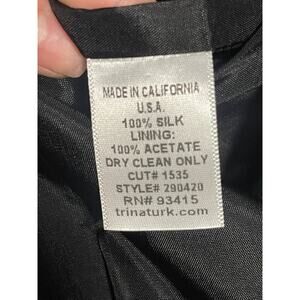 MADE IN CALIFORNIA
U.S.A.
100% SILK
LINING:
100% ACETATE
DRY CLEAN ONLY
CUT# 1535
STYLE# 290420
RN# 93415
trinaturk.com